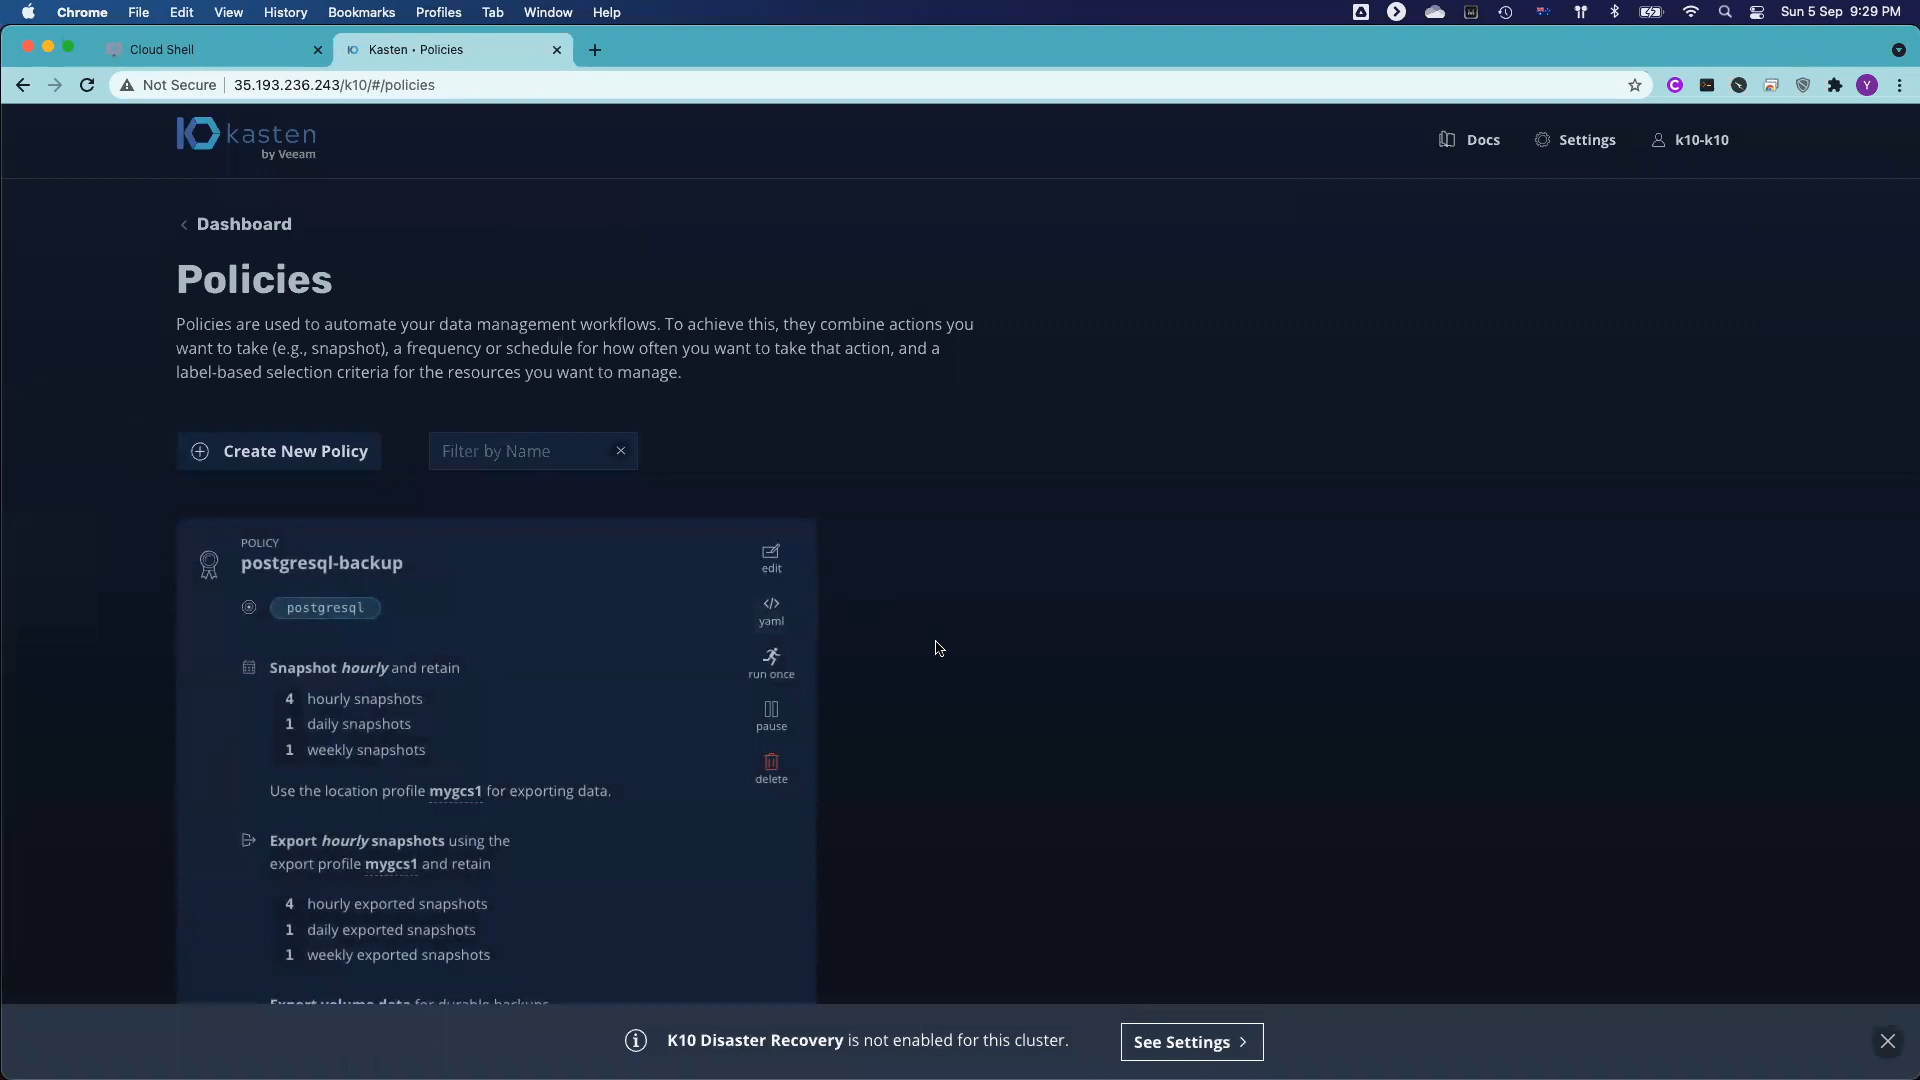 Chrome File Edit View History Bookmarks Profiles Tab Window Help
Sun 5 Sep 9:29 PM
Cloud Shell
Kasten • Policies
Not Secure
35.193.236.243/k10/#/policies
Y
kasten
by Veeam
Docs
Settings
k10-k10
Dashboard
Policies
Policies are used to automate your data management workflows. To achieve this, they combine actions you
want to take (e.g., snapshot), a frequency or schedule for how often you want to take that action, and a
label-based selection criteria for the resources you want to manage.
Create New Policy
Filter by Name
POLICY
postgresql-backup
edit
postgresql
yaml
Snapshot hourly and retain
run once
4 hourly snapshots
1 daily snapshots
pause
1 weekly snapshots
delete
Use the location profile mygcs1 for exporting data.
Export hourly snapshots using the
export profile mygcs1 and retain
4 hourly exported snapshots
1 daily exported snapshots
1 weekly exported snapshots
Export volume data for durable backups
K10 Disaster Recovery is not enabled for this cluster.
See Settings